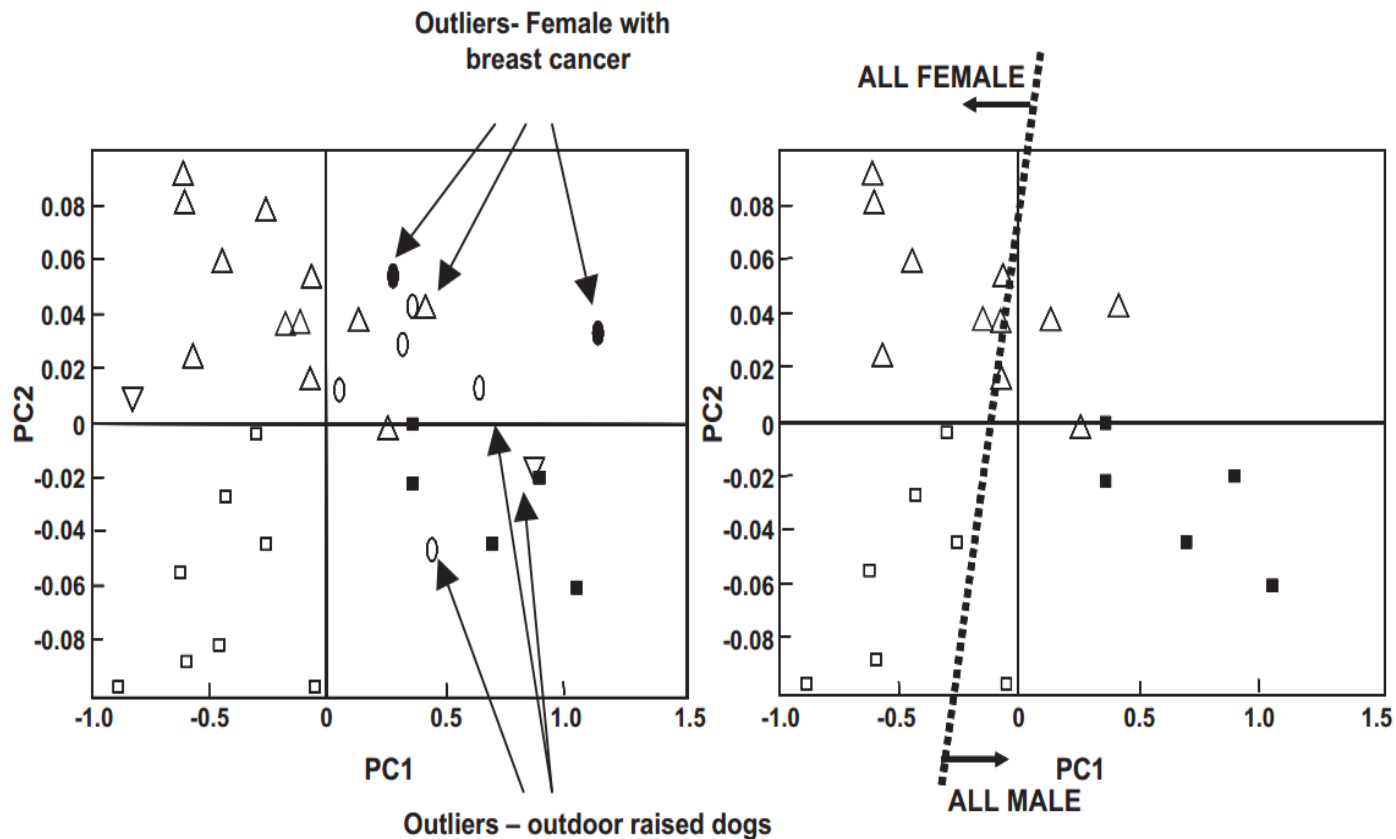 Outliers- Female with
breast cancer
ALL FEMALE
0.08
0.06
0.04
0.02
0
-0.02
-0.04
-0.06
-0.08
PC2
-1.0 -0.5 0 0.5 1.0 1.5
PC1
Outliers – outdoor raised dogs
0.08
0.06
0.04
0.02
0
-0.02
-0.04
-0.06
-0.08
PC2
-1.0 -0.5 0 0.5 1.0 1.5
PC1
ALL MALE